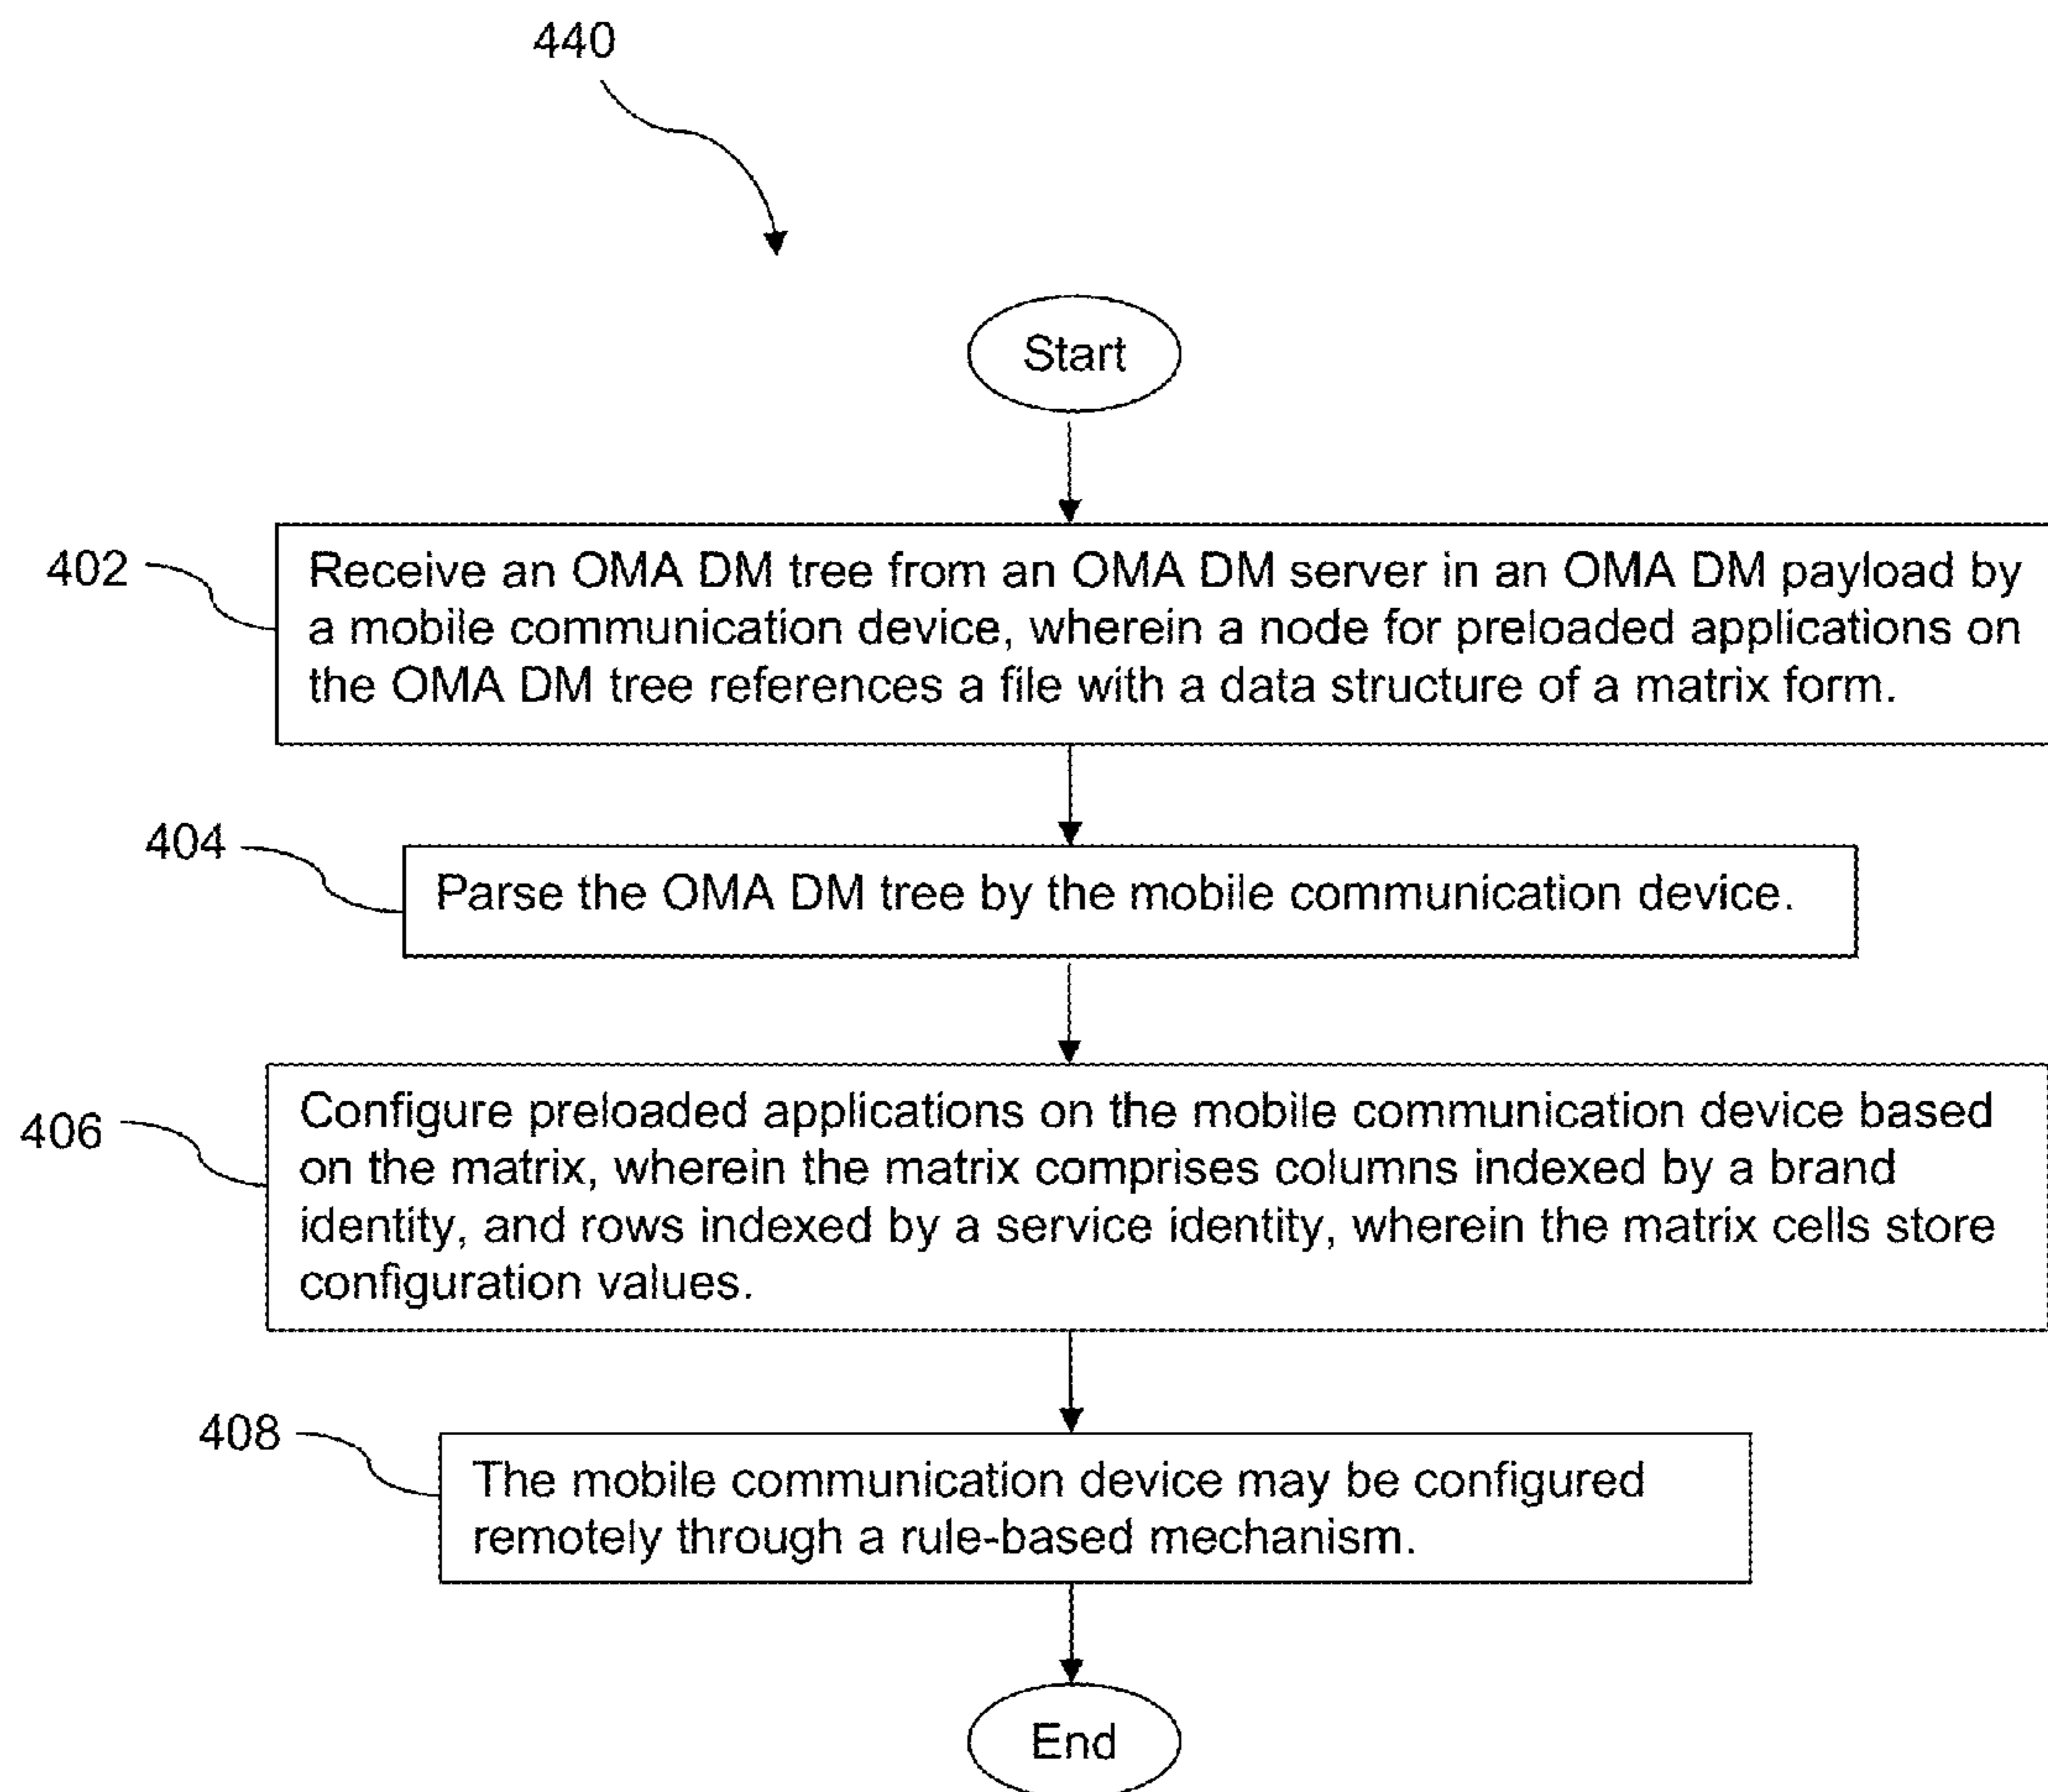 440
Start
402
Receive an OMA DM tree from an OMA DM server in an OMA DM payload by
a mobile communication device, wherein a node for preloaded applications on
the OMA DM tree references a file with a data structure of a matrix form.
404
Parse the OMA DM tree by the mobile communication device.
406
Configure preloaded applications on the mobile communication device based
on the matrix, wherein the matrix comprises columns indexed by a brand
identity, and rows indexed by a service identity, wherein the matrix cells store
configuration values.
408
The mobile communication device may be configured
remotely through a rule-based mechanism.
End